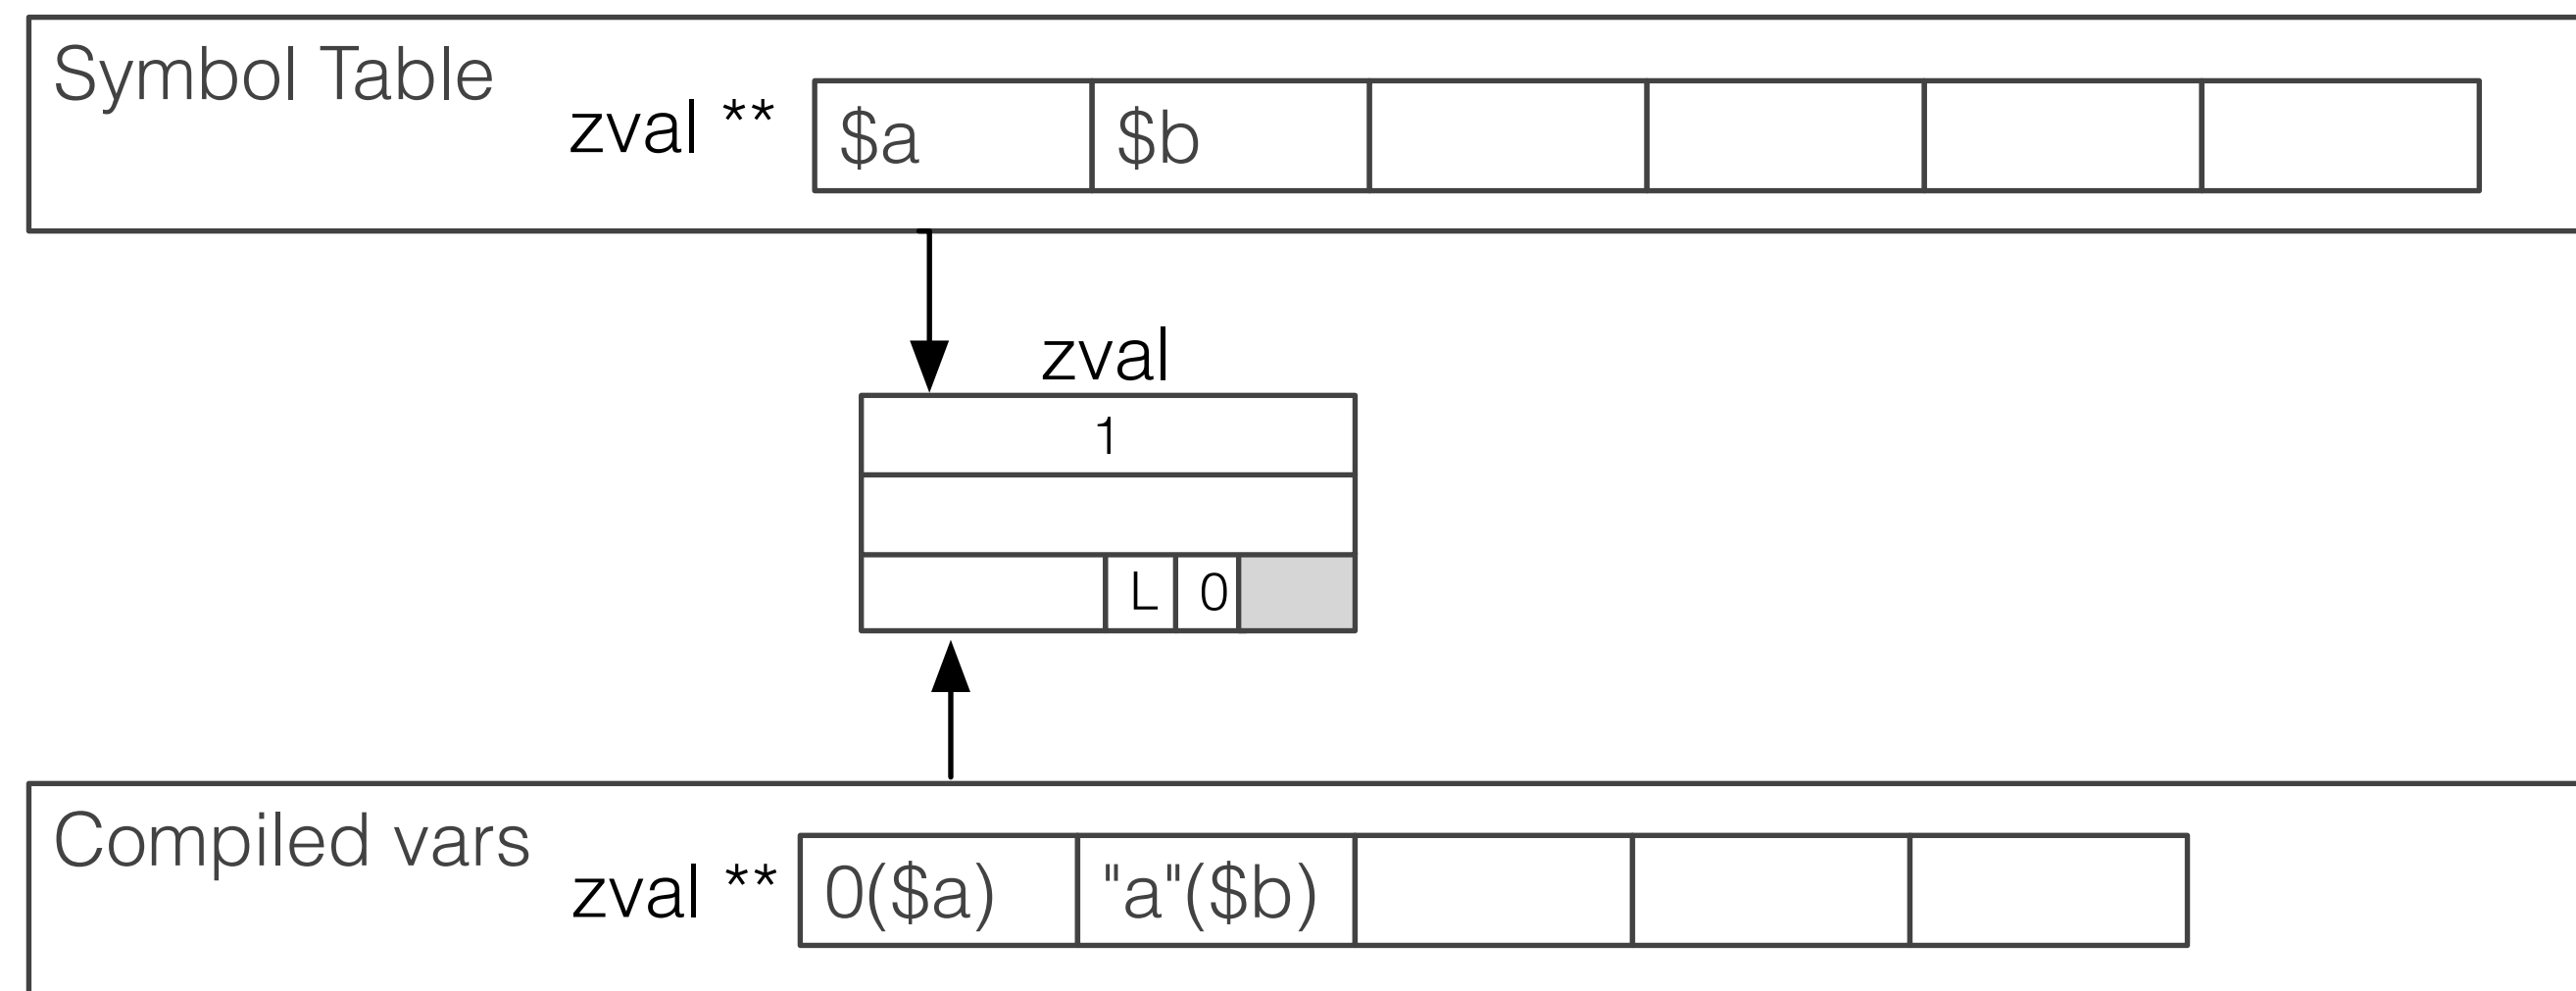 Symbol Table
zval ** $a $b
zval
1
L 0
Compiled vars
zval ** 0($a) "a"($b)